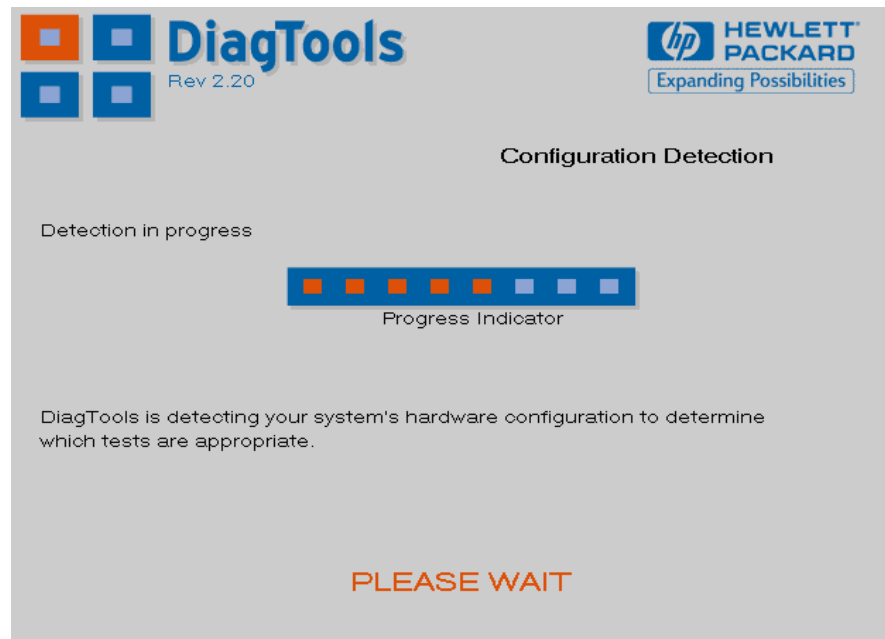 DiagTools
Rev 2.20
hp HEWLETT
PACKARD
Expanding Possibilities
Configuration Detection
Detection in progress
Progress Indicator
DiagTools is detecting your system's hardware configuration to determine
which tests are appropriate.
PLEASE WAIT